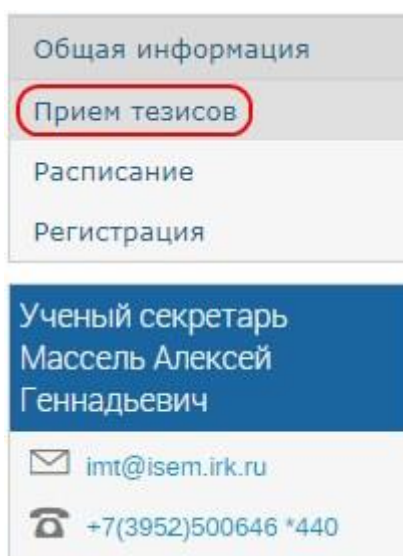 Общая информация
Прием тезисов
Расписание
Регистрация
Ученый секретарь
Массель Алексей
Геннадьевич
imt@isem.irk.ru
+7(3952)500646 *440